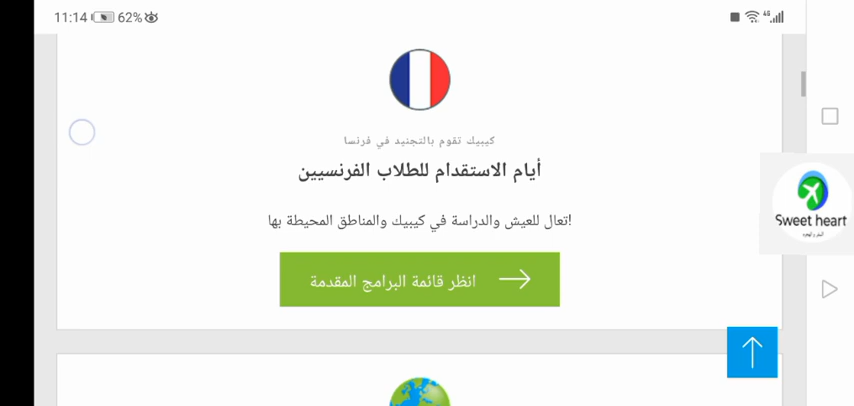 11:14 62% 4G
كيبيك تقوم بالتجنيد في فرنسا
أيام الاستقدام للطلاب الفرنسيين
!تعال للعيش والدراسة في كيبيك والمناطق المحيطة بها
انظر قائمة البرامج المقدمة
Sweet heart